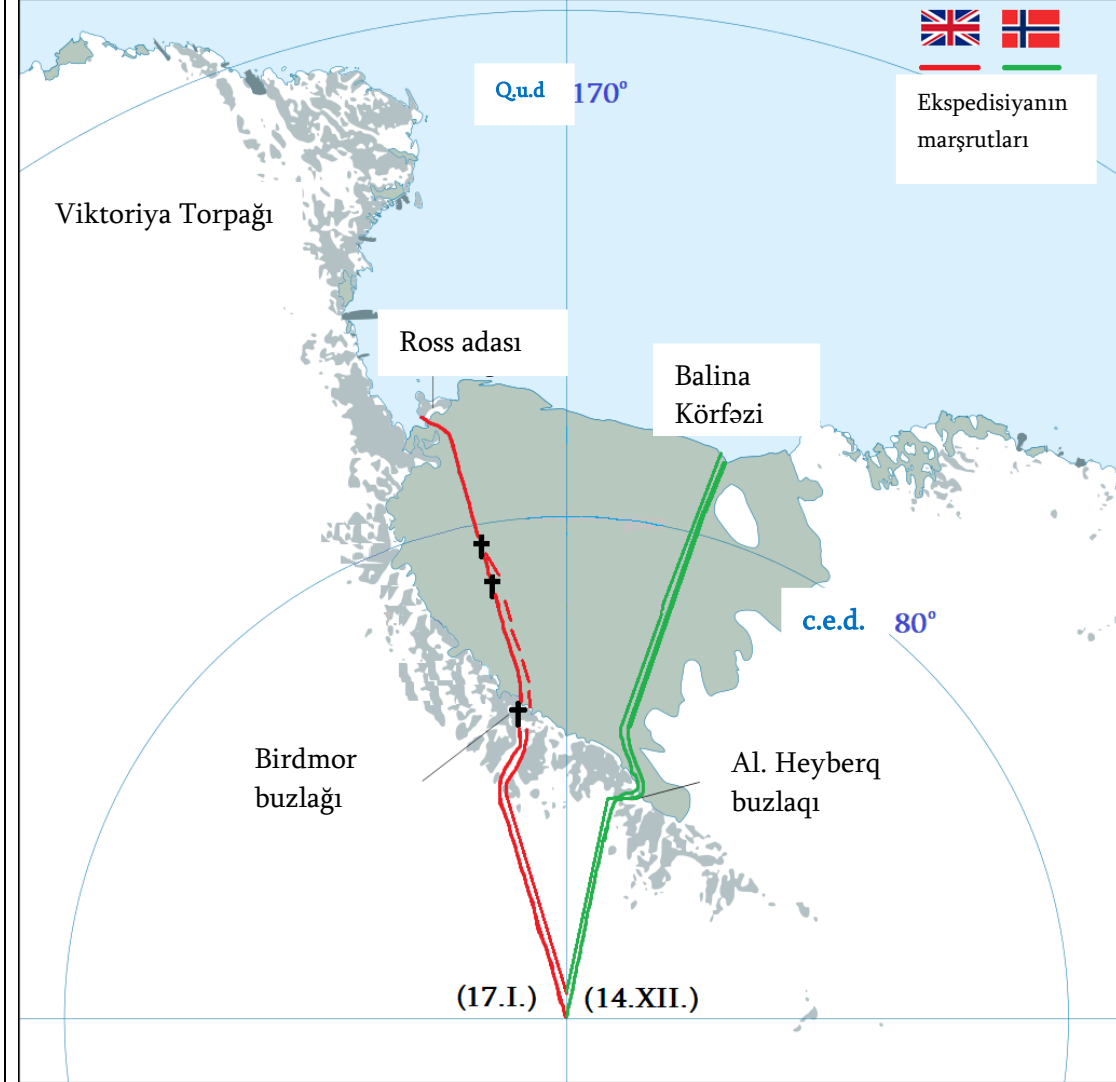 Q.u.d 170°
Ekspedisiyanın
marşrutları
Viktoriya Torpağı
Ross adası
Balina
Körfəzi
c.e.d. 80°
Birdmor
buzlağı
Al. Heyberq
buzlaqı
(17.I.) (14.XII.)